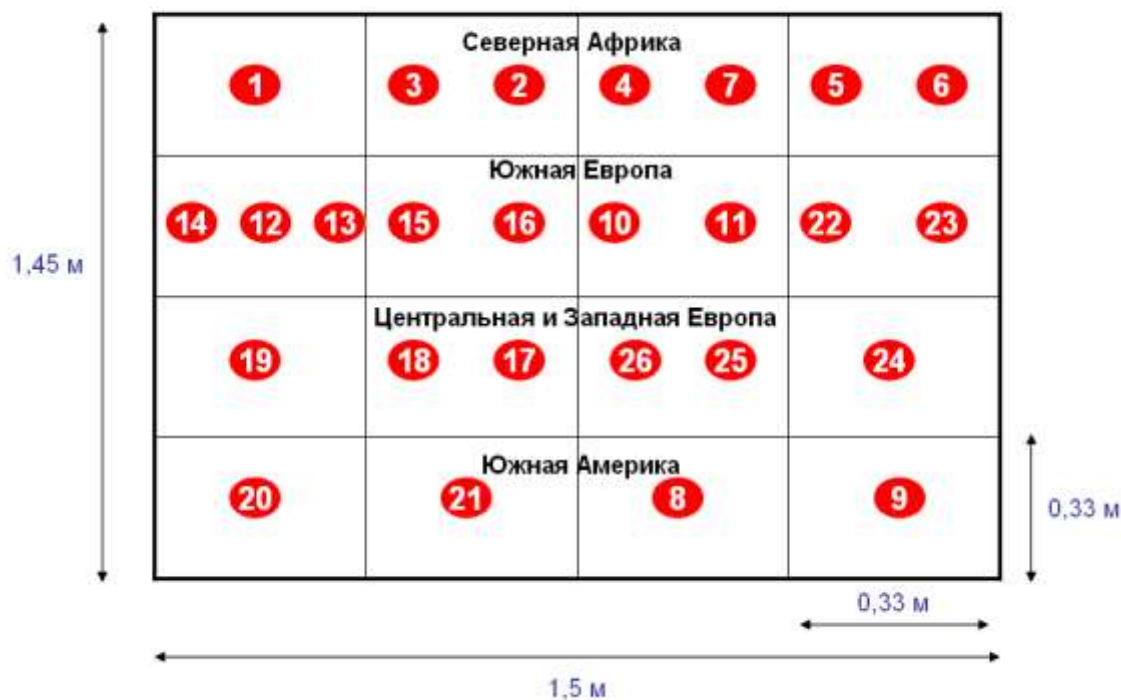 Северная Африка
1 3 2 4 7 5 6
Южная Европа
14 12 13 15 16 10 11 22 23
1,45 м
Центральная и Западная Европа
19 18 17 26 25 24
Южная Америка
20 21 8 9
0,33 м
0,33 м
1,5 м